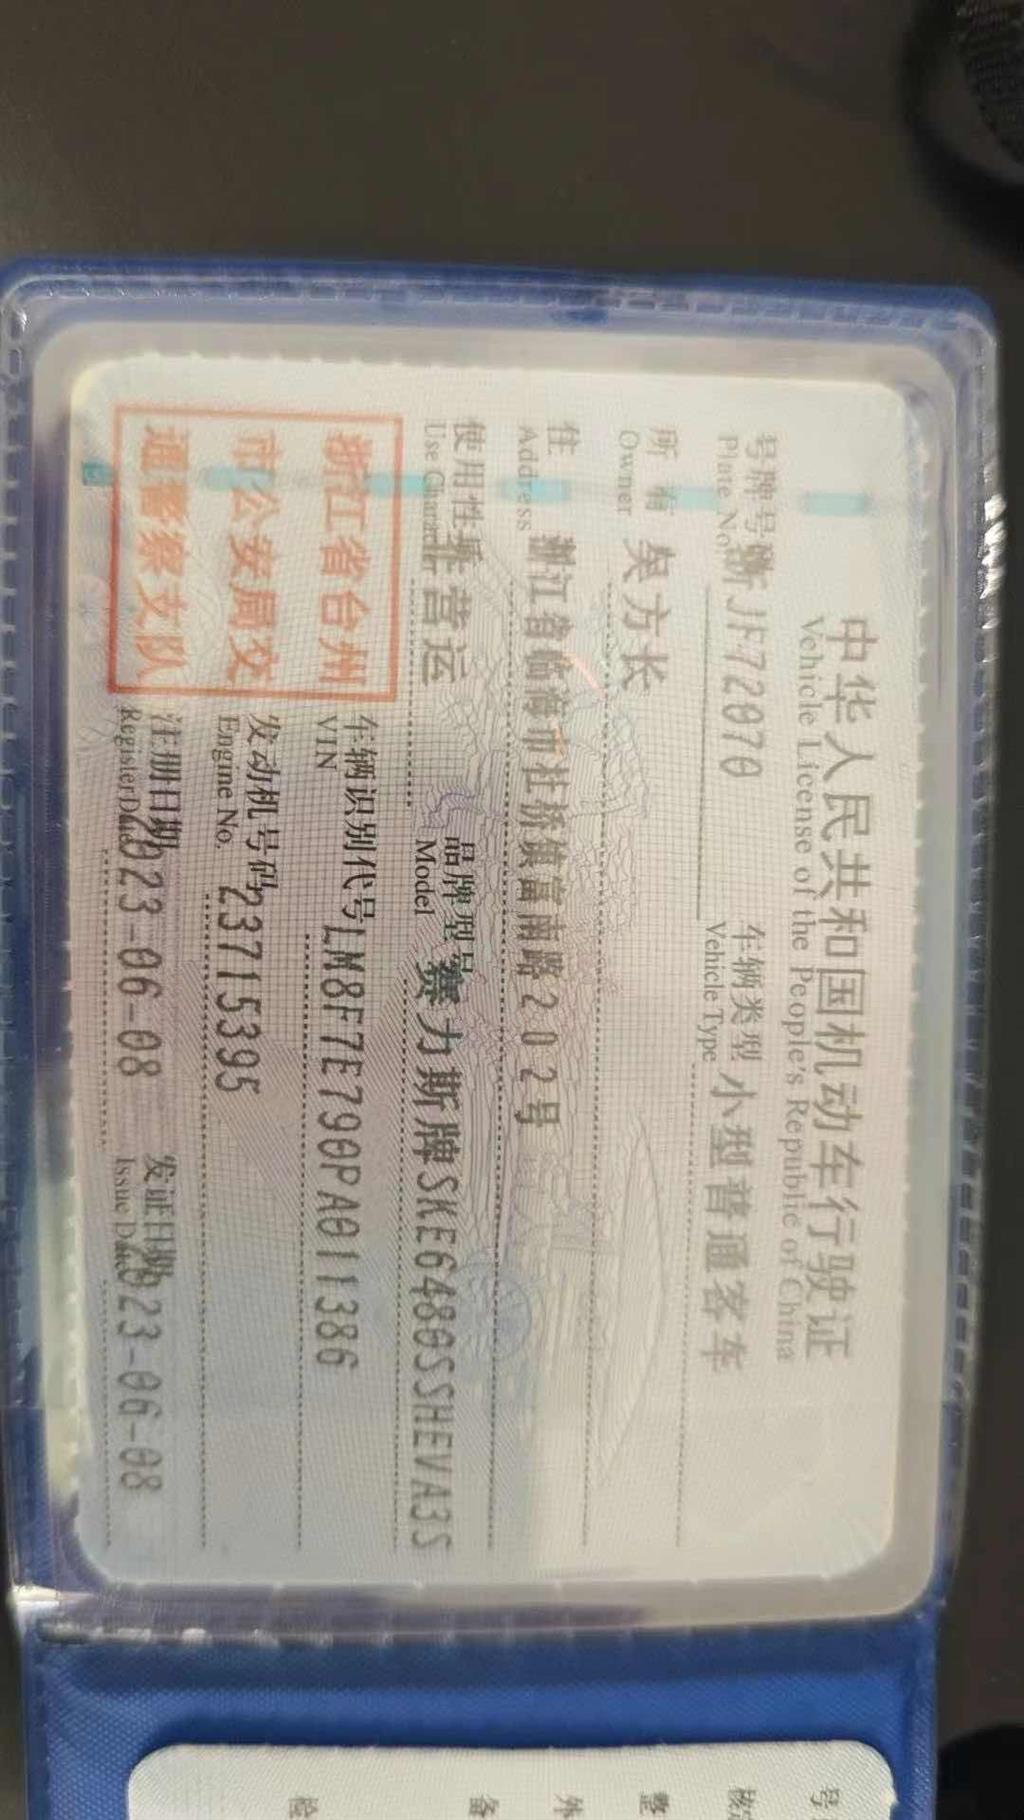 中华人民共和国机动车行驶证
Vehicle License of the People's Republic of China
号牌号码 浙JF72070 车辆类型 小型普通客车
Plate No. Vehicle Type
所有人 吴方长
Owner
住址 浙江省临海市杜桥镇富南路202号
Address
使用性质 非营运 品牌型号 赛力斯牌SKE6480SSHEVA3S
Use Character Model
浙江省台州
市公安局交
通警察支队
车辆识别代号 LM8F7E790PA011386
VIN
发动机号码 23715395
Engine No.
注册日期 2023-06-08 发证日期 2023-06-08
Register Date Issue Date
号
核
整
外
备
检